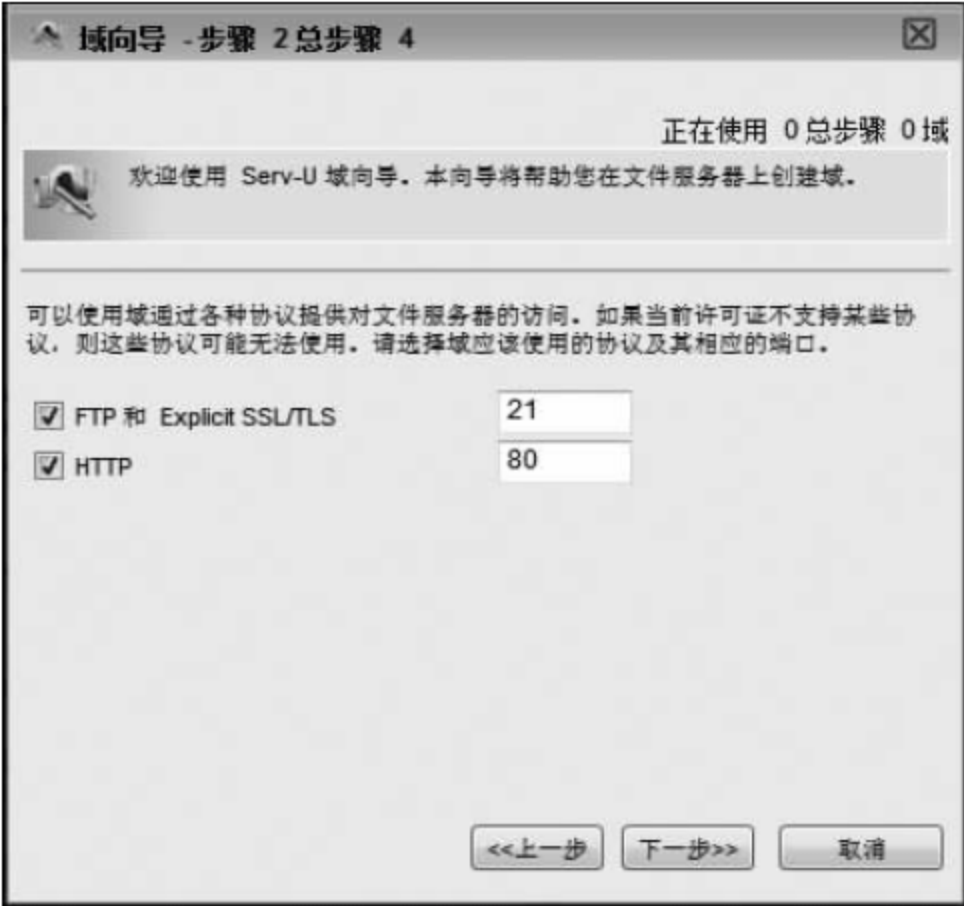 域向导 - 步骤 2总步骤 4
正在使用 0总步骤 0域
欢迎使用 Serv-U 域向导。本向导将帮助您在文件服务器上创建域。
可以使用域通过各种协议提供对文件服务器的访问。如果当前许可证不支持某些协
议，则这些协议可能无法使用。请选择域应该使用的协议及其相应的端口。
FTP 和 Explicit SSL/TLS 21
HTTP 80
<<上一步 下一步>> 取消